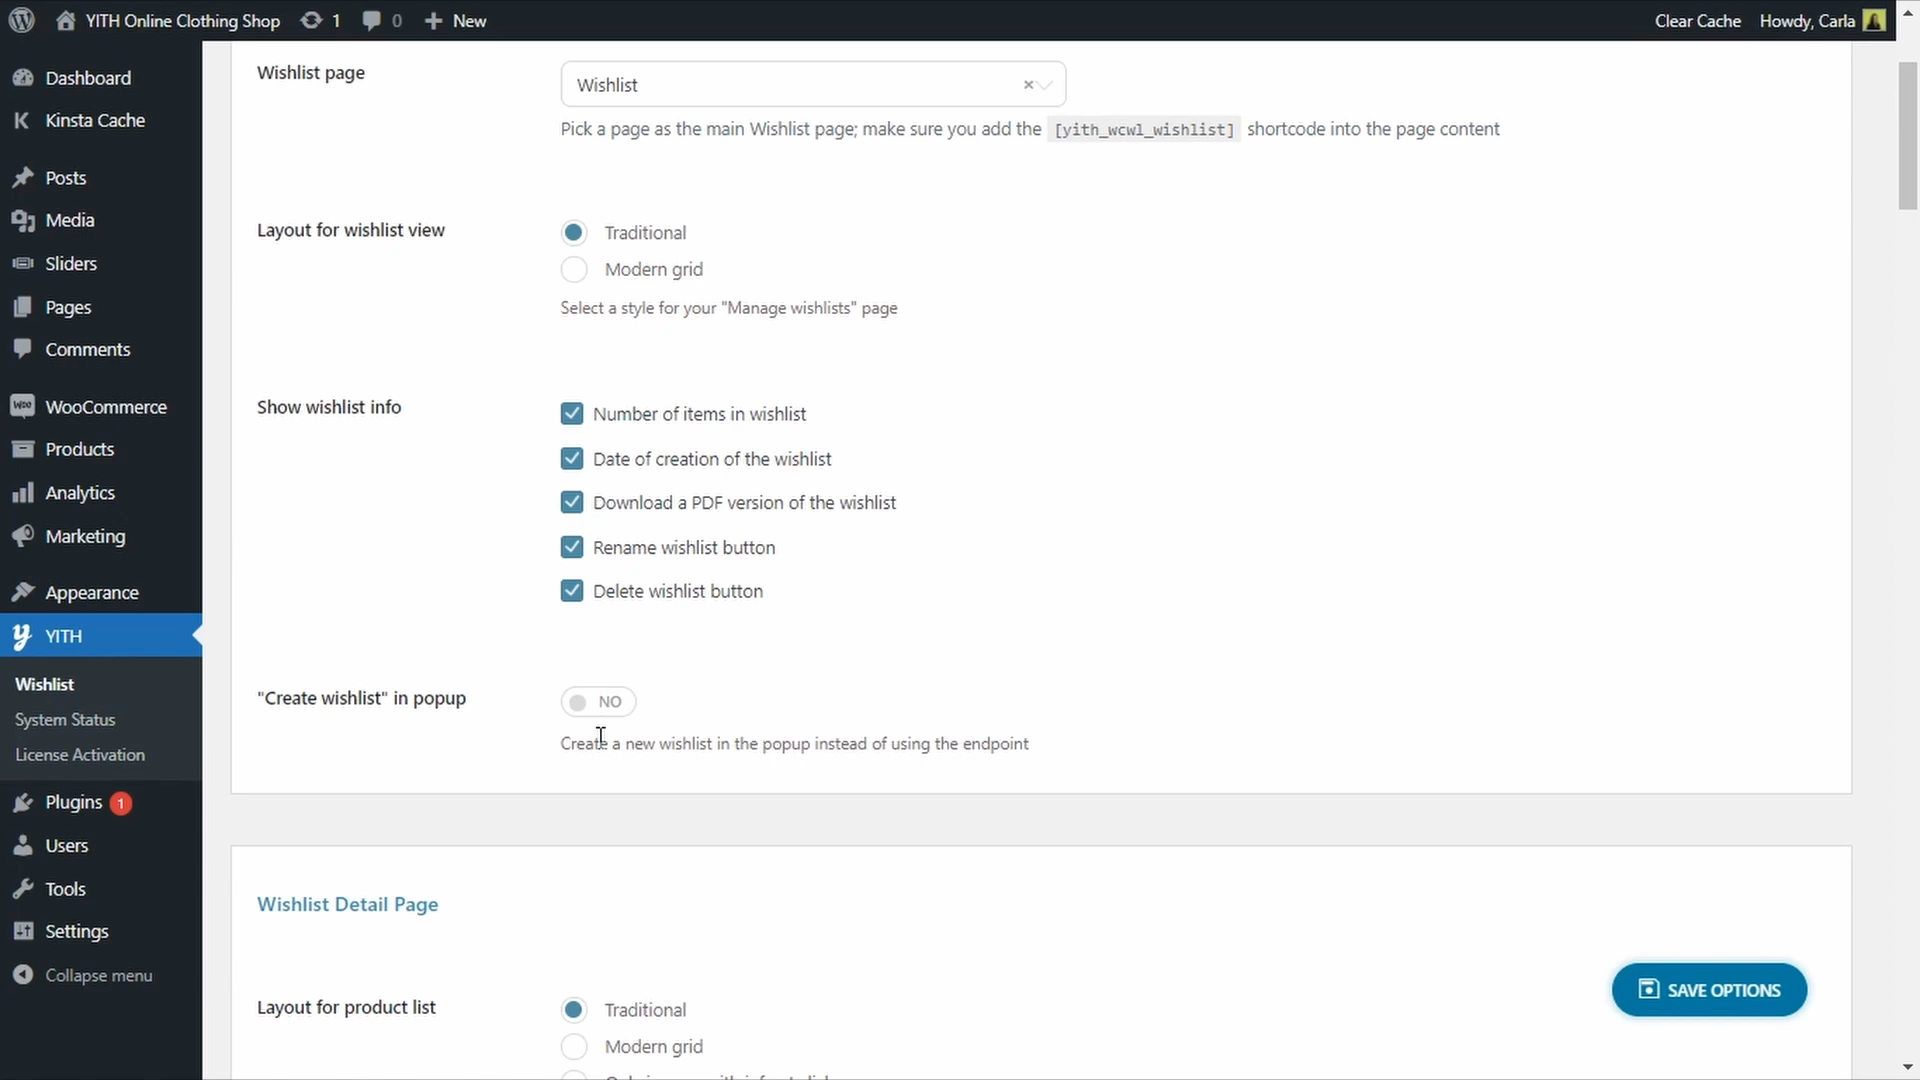 YITH Online Clothing Shop 1 0 New Clear Cache Howdy, Carla
Dashboard
Kinsta Cache
Posts
Media
Sliders
Pages
Comments
WooCommerce
Products
Analytics
Marketing
Appearance
YITH
Wishlist
System Status
License Activation
Plugins 1
Users
Tools
Settings
Collapse menu
Wishlist page
Wishlist
Pick a page as the main Wishlist page; make sure you add the [yith_wcwl_wishlist] shortcode into the page content
Layout for wishlist view
Traditional
Modern grid
Select a style for your "Manage wishlists" page
Show wishlist info
Number of items in wishlist
Date of creation of the wishlist
Download a PDF version of the wishlist
Rename wishlist button
Delete wishlist button
"Create wishlist" in popup
NO
Create a new wishlist in the popup instead of using the endpoint
Wishlist Detail Page
Layout for product list
Traditional
Modern grid
SAVE OPTIONS